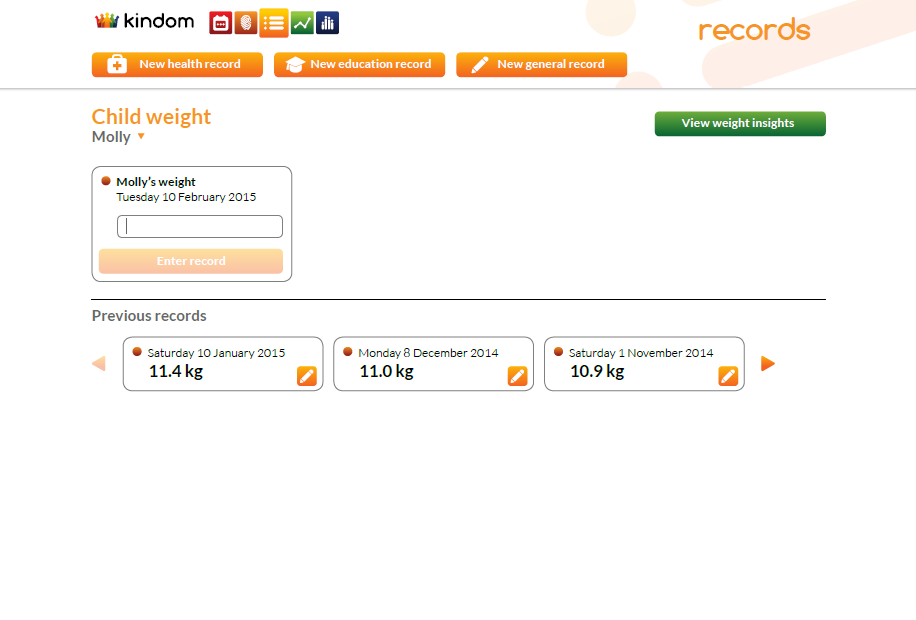 kindom
records
New health record
New education record
New general record
Child weight
Molly
View weight insights
Molly's weight
Tuesday 10 February 2015
Enter record
Previous records
Saturday 10 January 2015
11.4 kg
Monday 8 December 2014
11.0 kg
Saturday 1 November 2014
10.9 kg